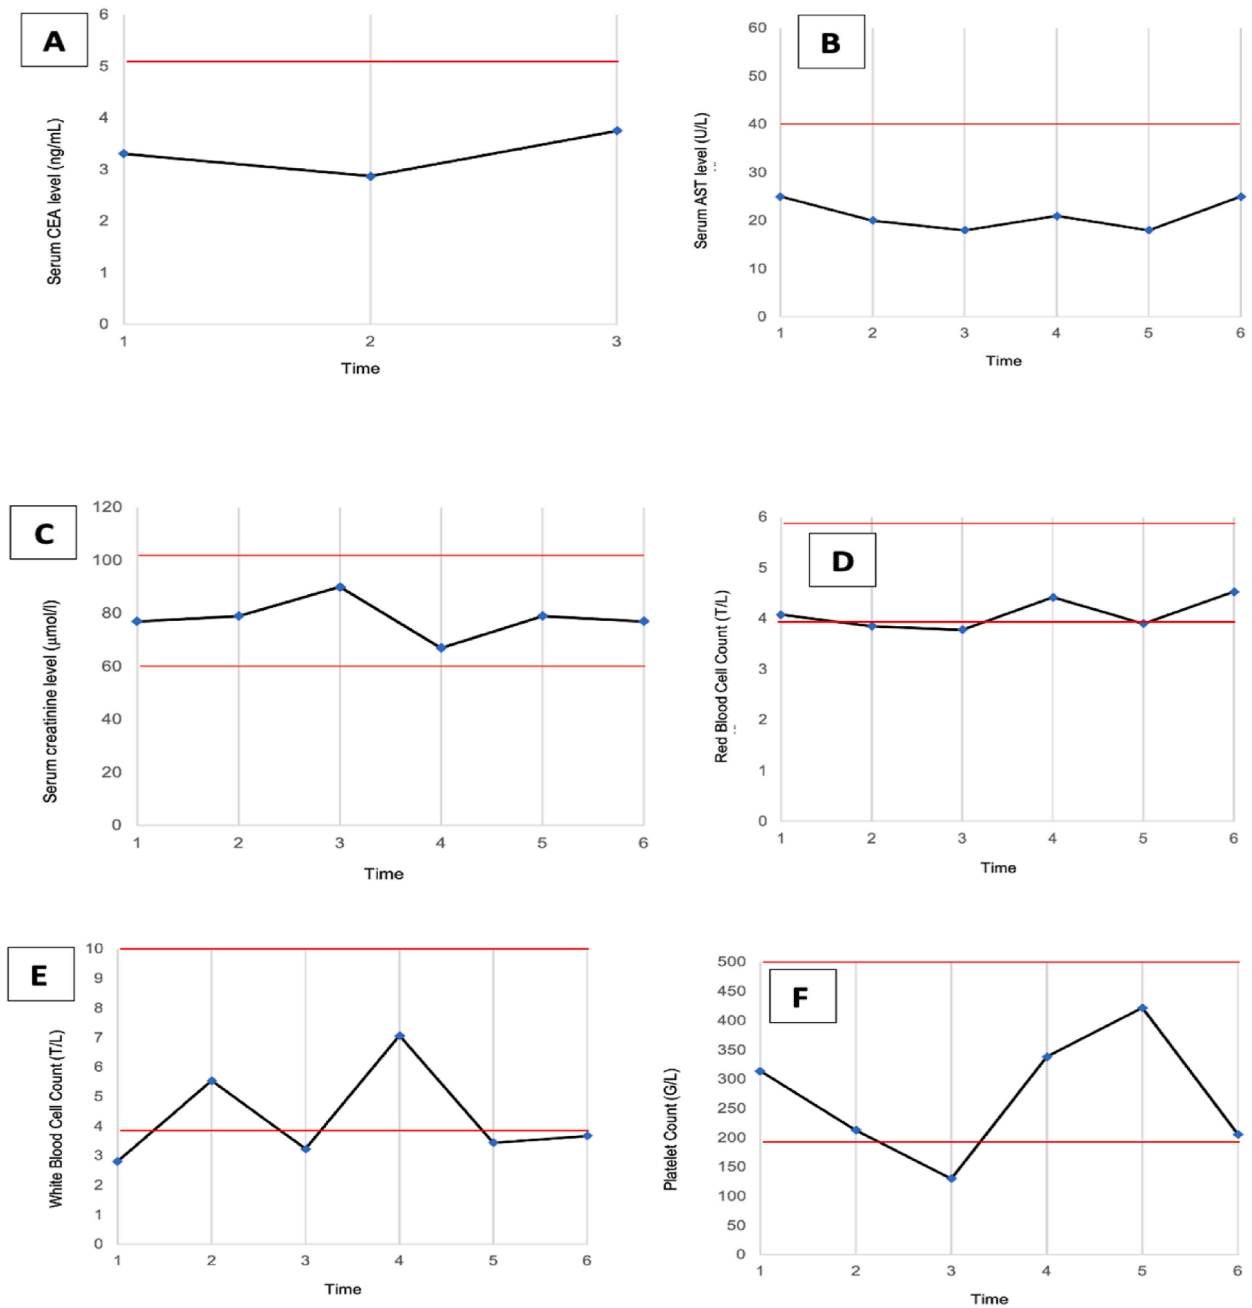 A
Serum CEA level (ng/mL)
6
5
4
3
2
1
0
1 2 3
Time
B
Serum AST level (U/L)
60
50
40
30
20
10
0
1 2 3 4 5 6
Time
C
Serum creatinine level (μmol/l)
120
100
80
60
40
20
0
1 2 3 4 5 6
Time
D
Red Blood Cell Count (T/L)
6
5
4
3
2
1
0
1 2 3 4 5 6
Time
E
White Blood Cell Count (T/L)
10
9
8
7
6
5
4
3
2
1
0
1 2 3 4 5 6
Time
F
Platelet Count (G/L)
500
450
400
350
300
250
200
150
100
50
0
1 2 3 4 5 6
Time